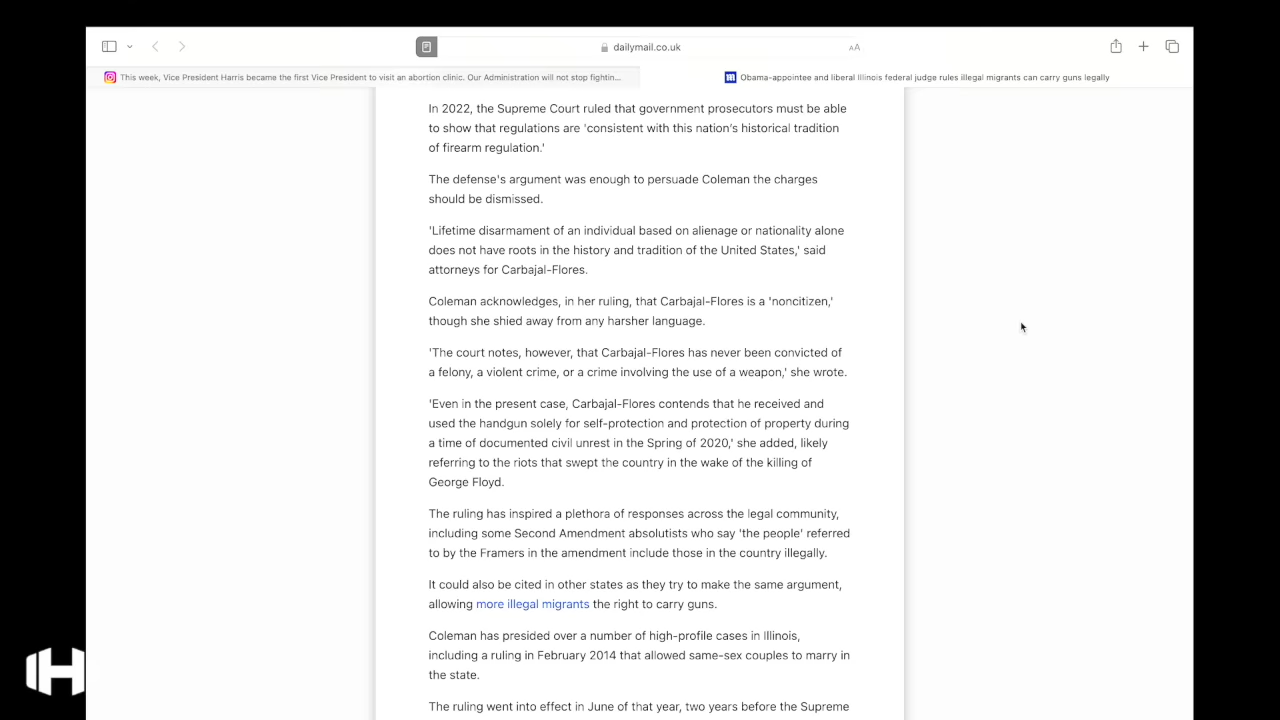 dailymail.co.uk
AA
This week, Vice President Harris became the first Vice President to visit an abortion clinic. Our Administration will not stop fightin...
Obama-appointee and liberal Illinois federal judge rules illegal migrants can carry guns legally
In 2022, the Supreme Court ruled that government prosecutors must be able
to show that regulations are 'consistent with this nation's historical tradition
of firearm regulation.'
The defense's argument was enough to persuade Coleman the charges
should be dismissed.
'Lifetime disarmament of an individual based on alienage or nationality alone
does not have roots in the history and tradition of the United States,' said
attorneys for Carbajal-Flores.
Coleman acknowledges, in her ruling, that Carbajal-Flores is a 'noncitizen,'
though she shied away from any harsher language.
'The court notes, however, that Carbajal-Flores has never been convicted of
a felony, a violent crime, or a crime involving the use of a weapon,' she wrote.
'Even in the present case, Carbajal-Flores contends that he received and
used the handgun solely for self-protection and protection of property during
a time of documented civil unrest in the Spring of 2020,' she added, likely
referring to the riots that swept the country in the wake of the killing of
George Floyd.
The ruling has inspired a plethora of responses across the legal community,
including some Second Amendment absolutists who say 'the people' referred
to by the Framers in the amendment include those in the country illegally.
It could also be cited in other states as they try to make the same argument,
allowing more illegal migrants the right to carry guns.
Coleman has presided over a number of high-profile cases in Illinois,
including a ruling in February 2014 that allowed same-sex couples to marry in
the state.
The ruling went into effect in June of that year, two years before the Supreme
H